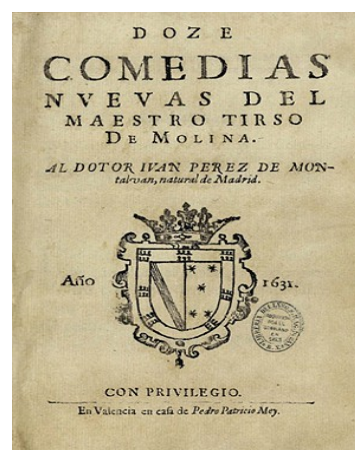 DOZE
COMEDIAS
NVEVAS DEL
MAESTRO TIRSO
DE MOLINA.
AL DOTOR IVAN PEREZ DE MON-
talvan, natural de Madrid.
Año 1631.
CON PRIVILEGIO.
En Valencia en casa de Pedro Patricio Mey.